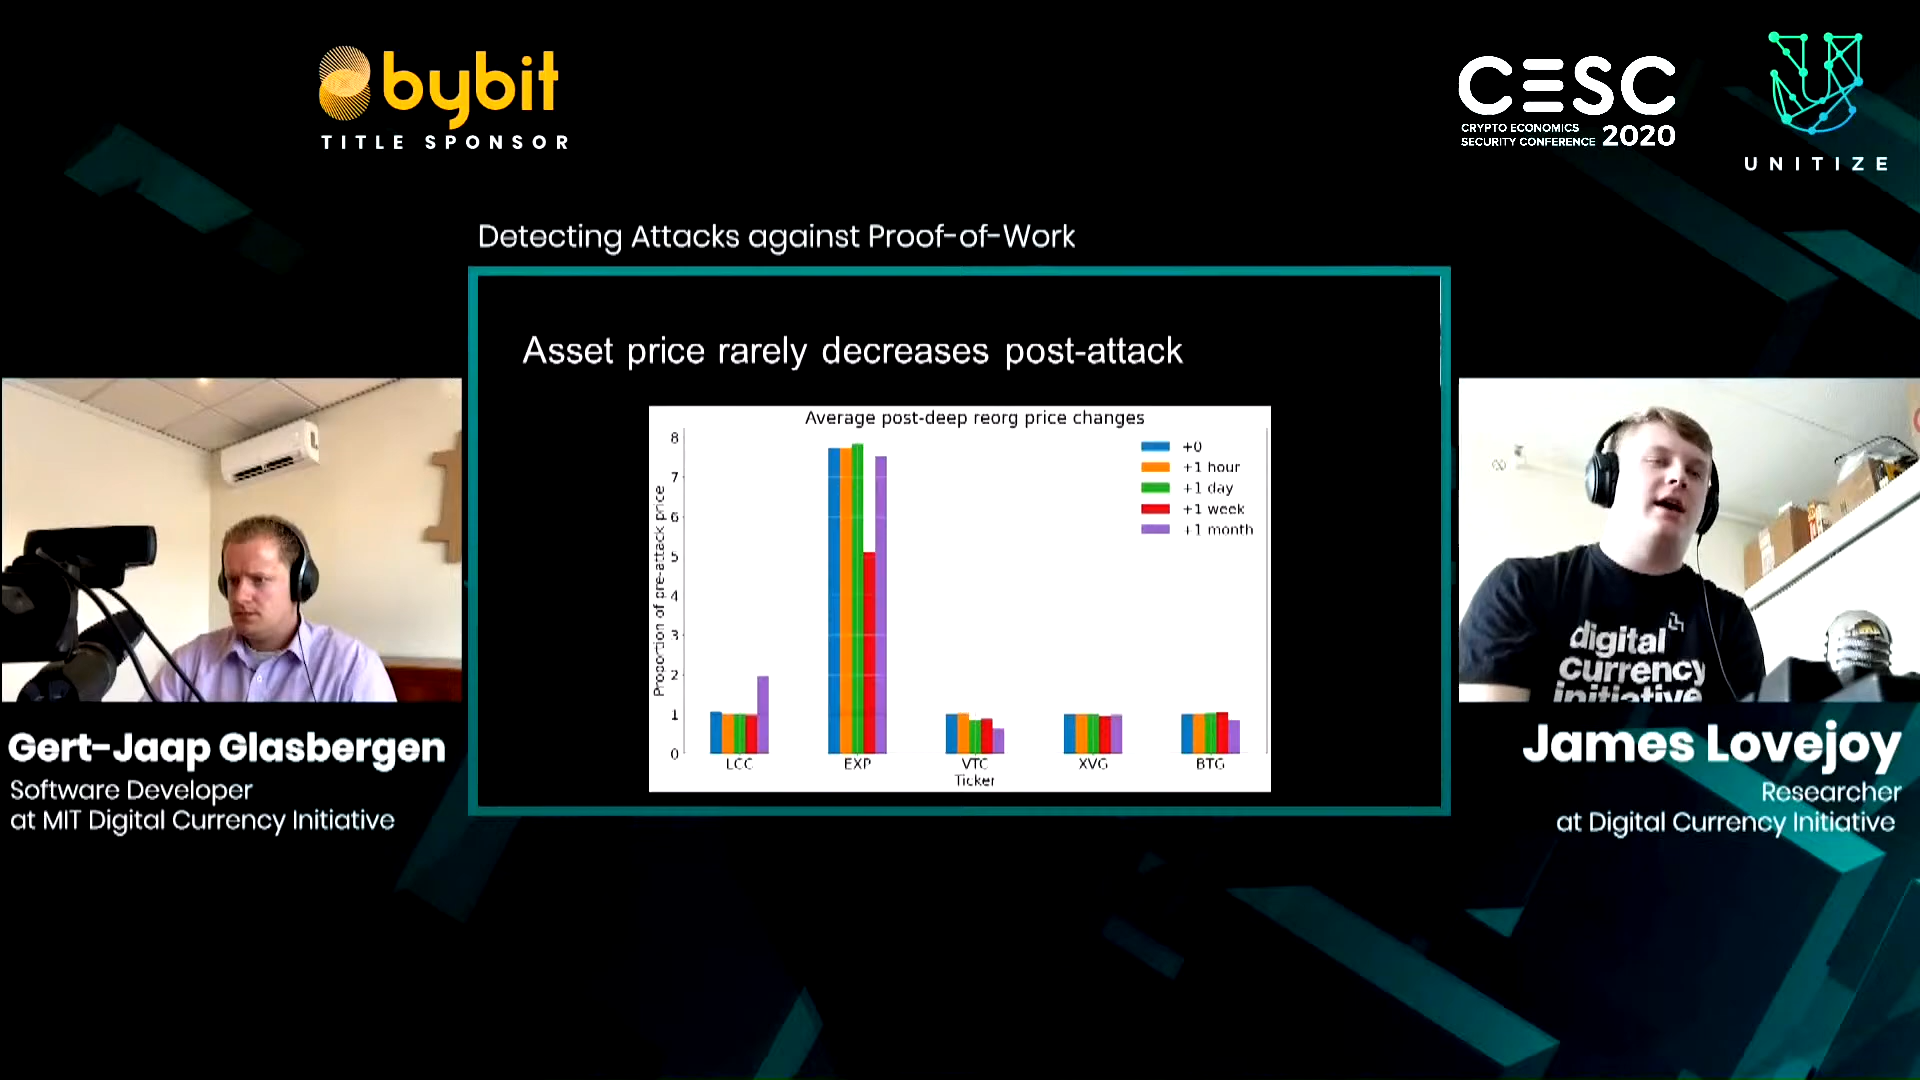 bybit
TITLE SPONSOR
CESC
CRYPTO ECONOMICS
SECURITY CONFERENCE 2020
UNITIZE
Detecting Attacks against Proof-of-Work
Asset price rarely decreases post-attack
Average post-deep reorg price changes
Proportion of pre-attack price
8
7
6
5
4
3
2
1
0
+0
+1 hour
+1 day
+1 week
+1 month
LCC
EXP
VTC
XVG
BTG
Ticker
digital
currency
initiative
Gert-Jaap Glasbergen
Software Developer
at MIT Digital Currency Initiative
James Lovejoy
Researcher
at Digital Currency Initiative